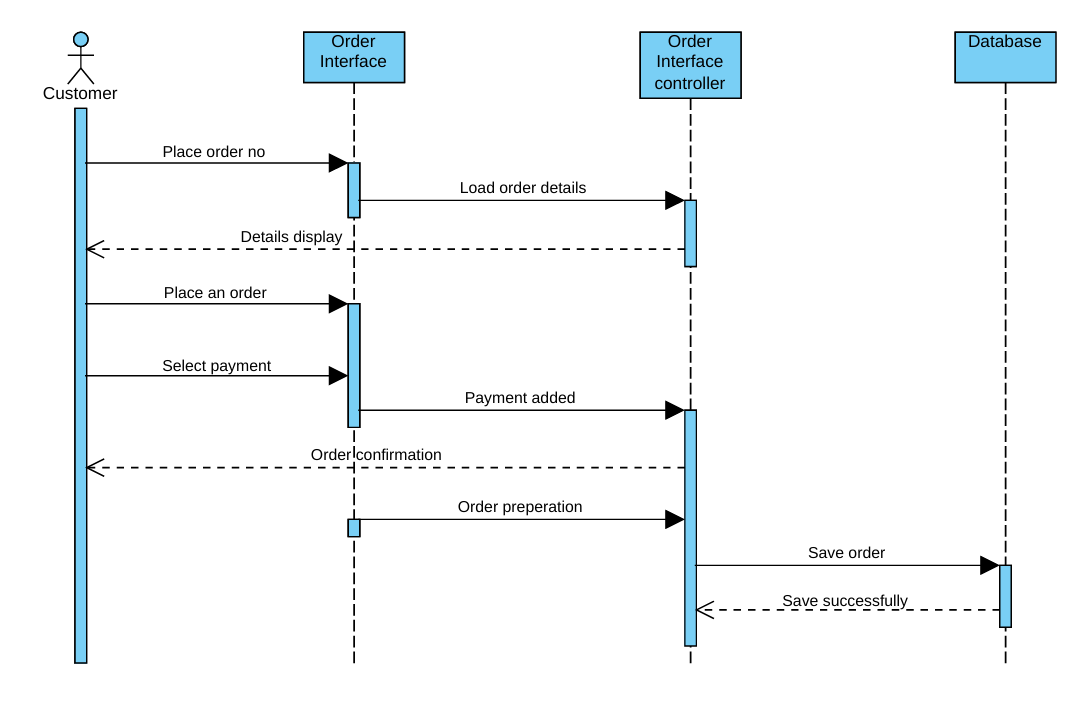 Customer
Order
Interface
Order
Interface
controller
Database
Place order no
Load order details
Details display
Place an order
Select payment
Payment added
Order confirmation
Order preperation
Save order
Save successfully